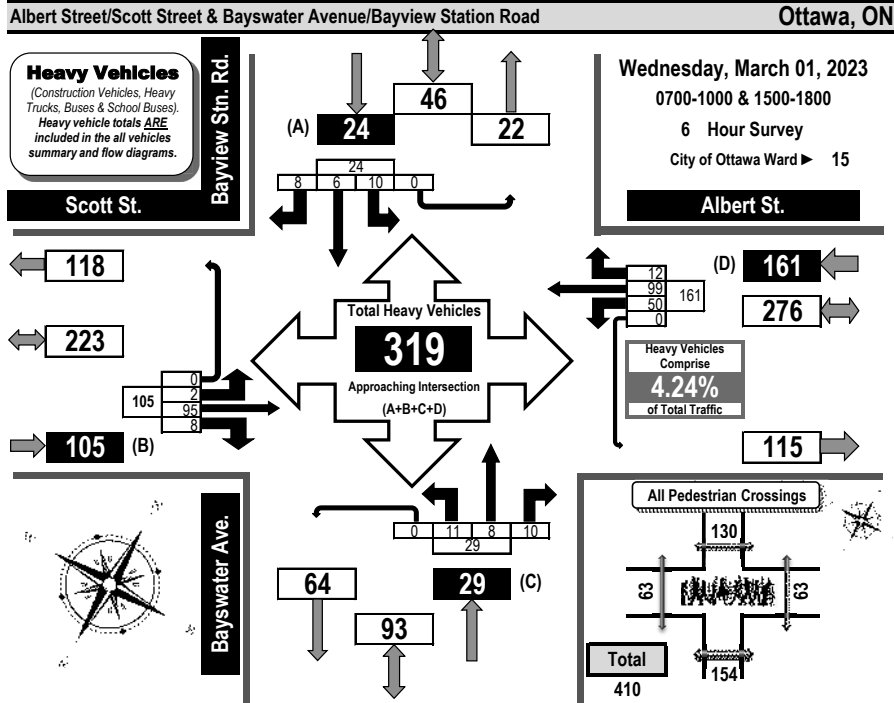 Albert Street/Scott Street & Bayswater Avenue/Bayview Station Road
Ottawa, ON
Heavy Vehicles
(Construction Vehicles, Heavy
Trucks, Buses & School Buses).
Heavy vehicle totals ARE
included in the all vehicles
summary and flow diagrams.
Bayview Stn. Rd.
Scott St.
(A)
24
46
22
24
8 6 10 0
Wednesday, March 01, 2023
0700-1000 & 1500-1800
6 Hour Survey
City of Ottawa Ward ► 15
Albert St.
118
223
105
0
2
95
8
105 (B)
Total Heavy Vehicles
319
Approaching Intersection
(A+B+C+D)
12
99
50
0
161
(D) 161
276
Heavy Vehicles
Comprise
4.24%
of Total Traffic
115
Bayswater Ave.
0 11 8 10
29
64
29 (C)
93
All Pedestrian Crossings
130
63
63
154
Total
410